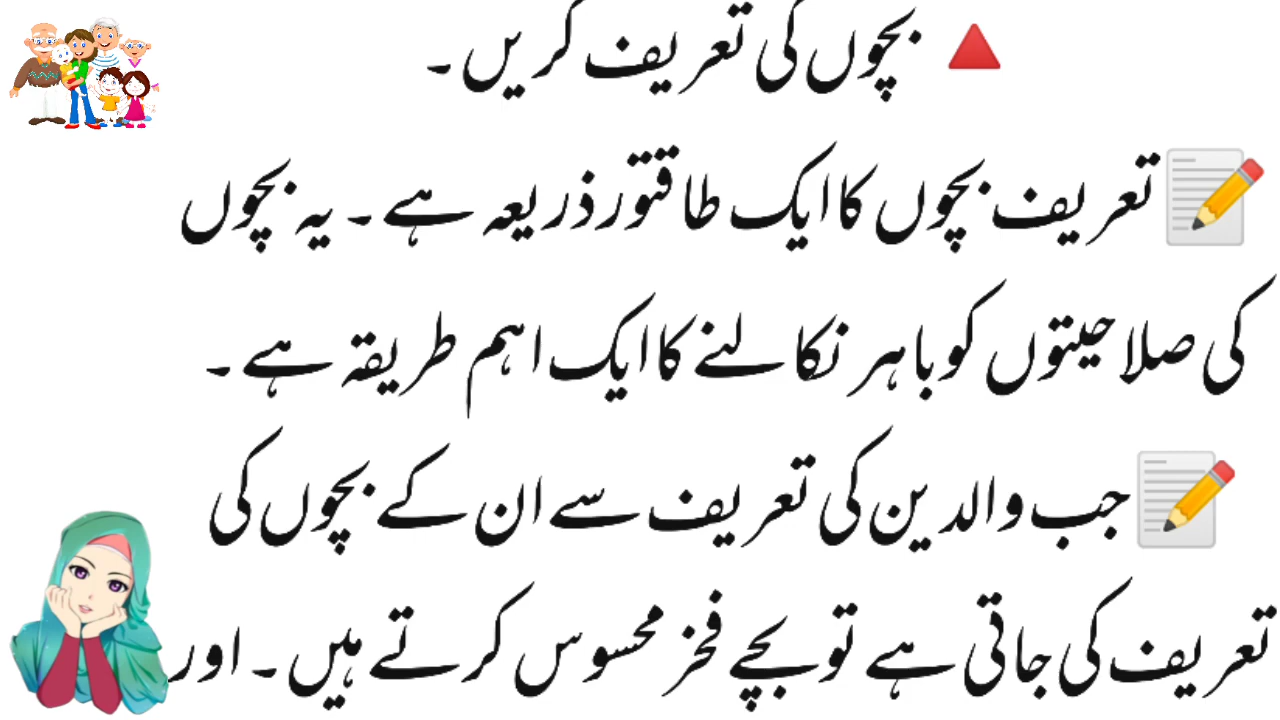 🔺 بچوں کی تعریف کریں۔
📝تعریف بچوں کا ایک طاقتور ذریعہ ہے۔ یہ بچوں
کی صلاحیتوں کو باہر نکالنے کا ایک اہم طریقہ ہے۔
📝جب والدین کی تعریف سے ان کے بچوں کی
تعریف کی جاتی ہے تو بچے فخر محسوس کرتے ہیں۔ اور